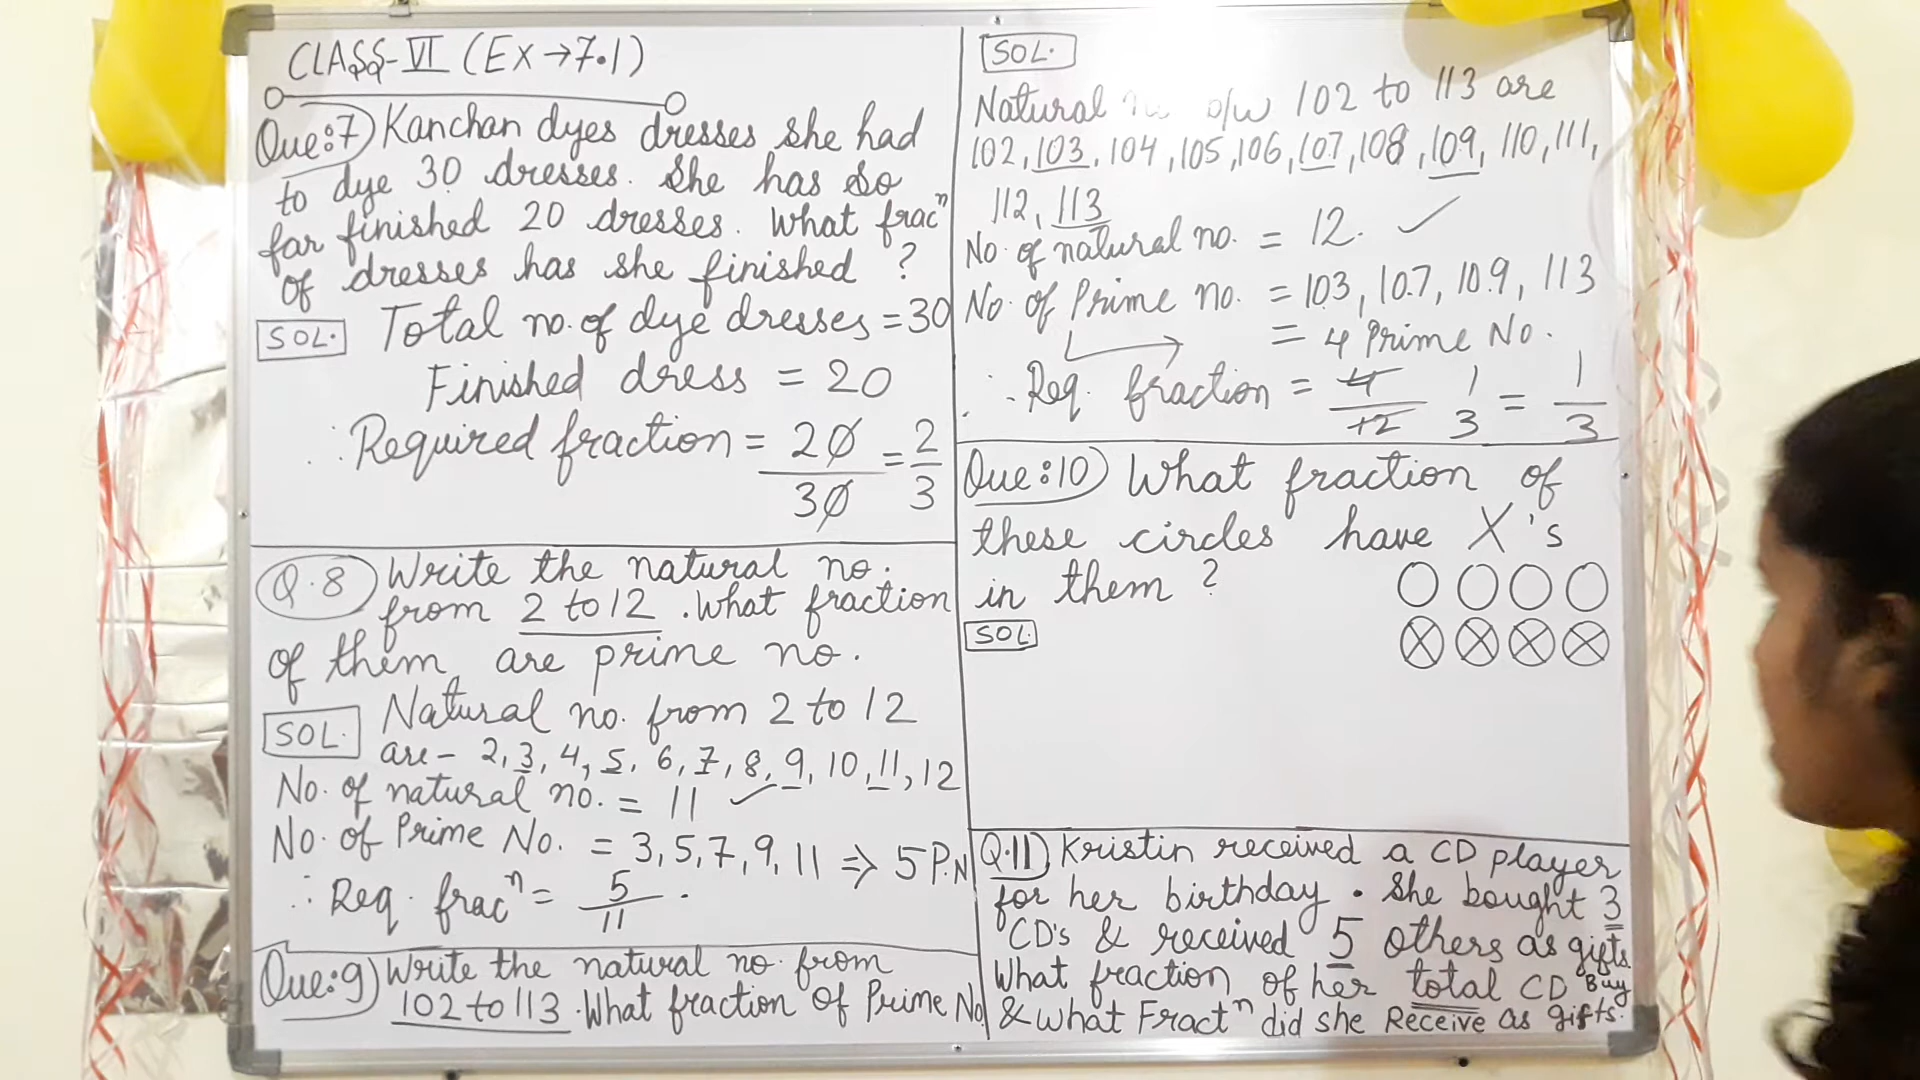 CLASS-VI (EX→7.1)
Que:7 Kanchan dyes dresses she had
to dye 30 dresses. She has so
far finished 20 dresses. What fracⁿ
of dresses has she finished ?
SOL. Total no. of dye dresses = 30
Finished dress = 20
∴ Required fraction = 20/30 = 2/3
Q.8 Write the natural no.
from 2 to 12. What fraction
of them are prime no.
SOL. Natural no. from 2 to 12
are - 2, 3, 4, 5, 6, 7, 8, 9, 10, 11, 12
No. of natural no. = 11 ✓
No. of Prime No. = 3, 5, 7, 9, 11 ⇒ 5 P.N
∴ Req. fracⁿ = 5/11.
Que:9 Write the natural no. from
102 to 113. What fraction of Prime No.
SOL.
Natural b/w 102 to 113 are
102, 103, 104, 105, 106, 107, 108, 109, 110, 111,
112, 113
No. of natural no. = 12. ✓
No. of Prime no. = 103, 107, 109, 113
= 4 Prime No.
∴ Req. fraction = 4/12 1/3 = 1/3
Que:10 What fraction of
these circles have X's
in them ?
SOL.
Q.11 Kristin received a CD player
for her birthday. She bought 3
CD's & received 5 others as gifts.
What fraction of her total CD Buy
& what Fractⁿ did she Receive as gifts.